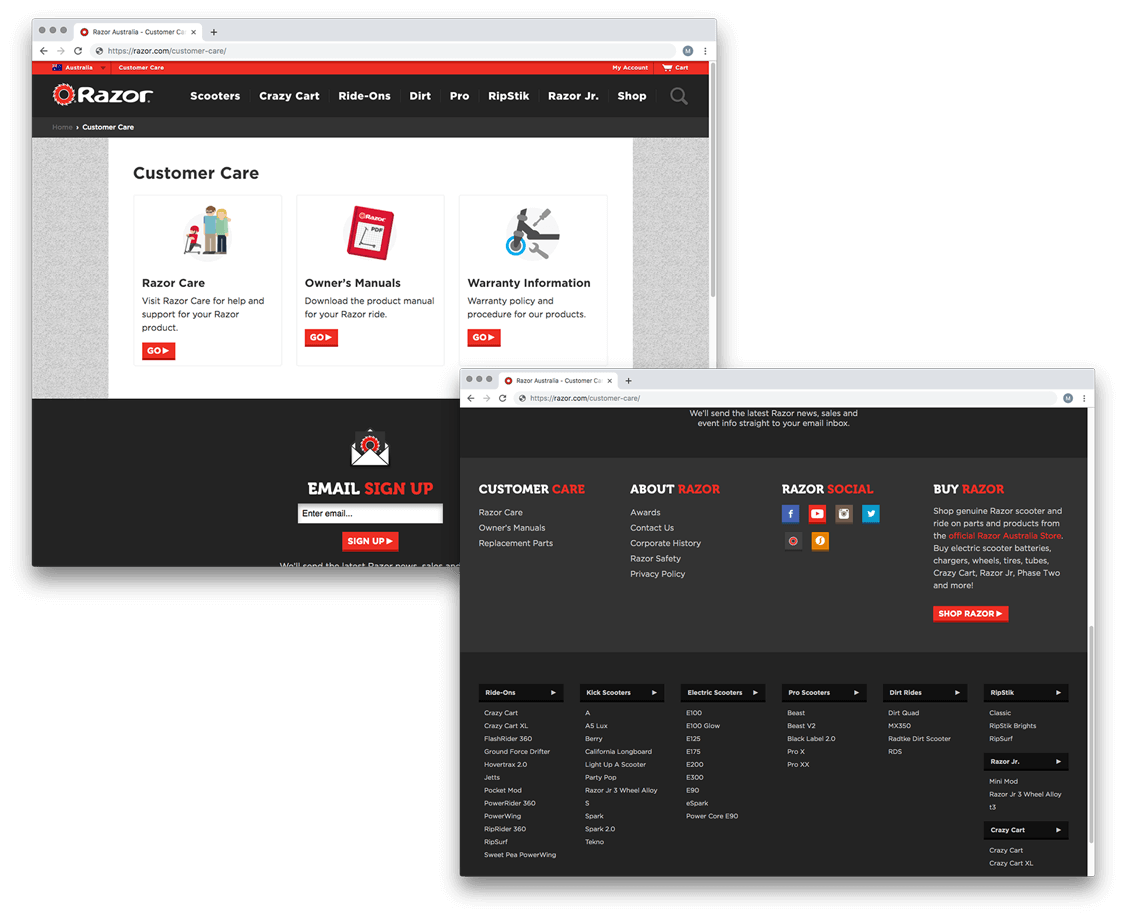 Razor Australia - Customer Ca
https://razor.com/customer-care/
M
Australia
Customer Care
My Account
Cart
Razor
Scooters
Crazy Cart
Ride-Ons
Dirt
Pro
RipStik
Razor Jr.
Shop
Home › Customer Care
Customer Care
Razor
PDF
Razor Care
Visit Razor Care for help and
support for your Razor
product.
GO
Owner's Manuals
Download the product manual
for your Razor ride.
GO
Warranty Information
Warranty policy and
procedure for our products.
GO
EMAIL SIGN UP
Enter email...
SIGN UP
We'll send the latest Razor news, sales and
Razor Australia - Customer Ca
https://razor.com/customer-care/
M
We'll send the latest Razor news, sales and
event info straight to your email inbox.
CUSTOMER CARE
Razor Care
Owner's Manuals
Replacement Parts
ABOUT RAZOR
Awards
Contact Us
Corporate History
Razor Safety
Privacy Policy
RAZOR SOCIAL
BUY RAZOR
Shop genuine Razor scooter and
ride on parts and products from
the official Razor Australia Store.
Buy electric scooter batteries,
chargers, wheels, tires, tubes,
Crazy Cart, Razor Jr, Phase Two
and more!
SHOP RAZOR
Ride-Ons
Crazy Cart
Crazy Cart XL
FlashRider 360
Ground Force Drifter
Hovertrax 2.0
Jetts
Pocket Mod
PowerRider 360
PowerWing
RipRider 360
RipSurf
Sweet Pea PowerWing
Kick Scooters
A
A5 Lux
Berry
California Longboard
Light Up A Scooter
Party Pop
Razor Jr 3 Wheel Alloy
S
Spark
Spark 2.0
Tekno
Electric Scooters
E100
E100 Glow
E125
E175
E200
E300
E90
eSpark
Power Core E90
Pro Scooters
Beast
Beast V2
Black Label 2.0
Pro X
Pro XX
Dirt Rides
Dirt Quad
MX350
Radtke Dirt Scooter
RDS
RipStik
Classic
RipStik Brights
RipSurf
Razor Jr.
Mini Mod
Razor Jr 3 Wheel Alloy
t3
Crazy Cart
Crazy Cart
Crazy Cart XL